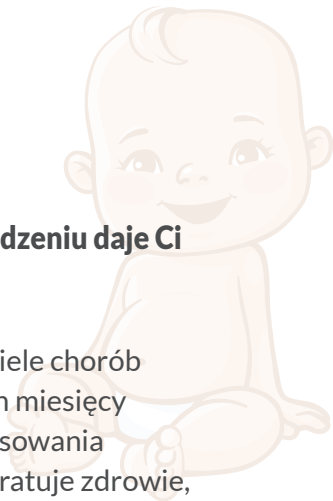 dzeniu daje Ci
iele chorób
miesięcy
sowania
ratuje zdrowie,